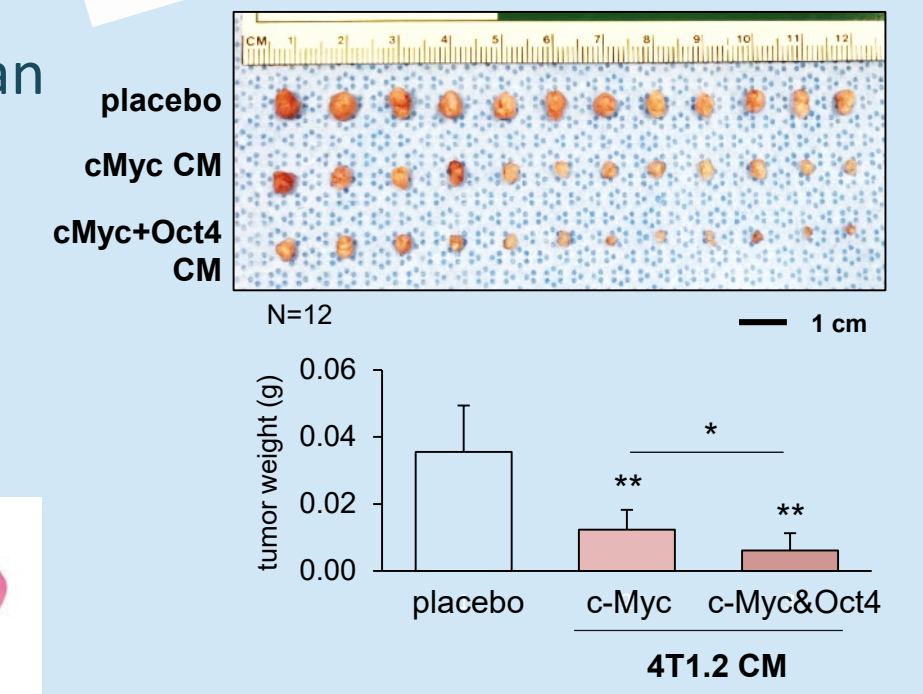 an
CM 1 2 3 4 5 6 7 8 9 10 11 12
placebo
cMyc CM
cMyc+Oct4
CM
N=12
1 cm
0.06
0.04
0.02
0.00
tumor weight (g)
*
**
**
placebo c-Myc c-Myc&Oct4
4T1.2 CM